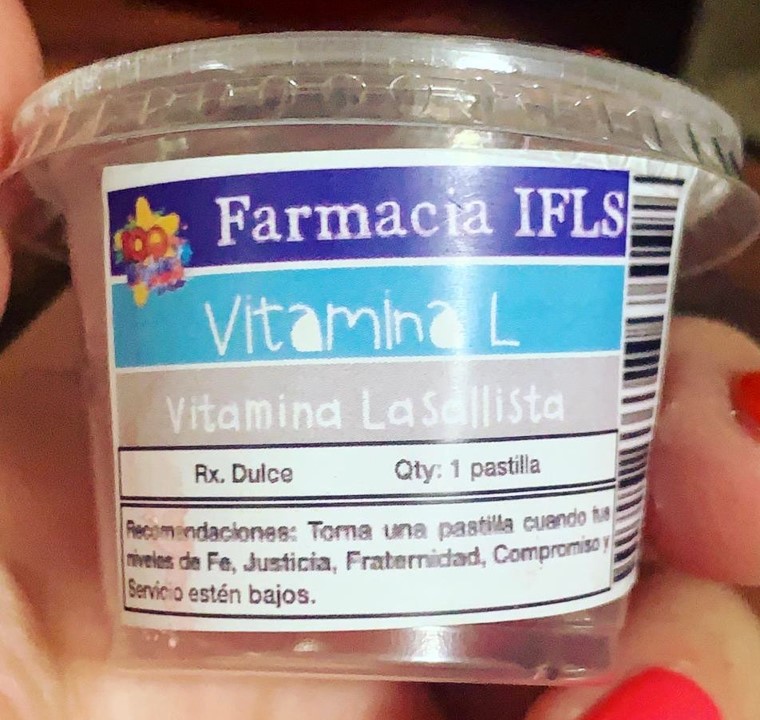 Farmacia IFLS
Vitamina L
Vitamina LaSallista
Rx. Dulce
Qty: 1 pastilla
Recomendaciones: Toma una pastilla cuando tus
niveles de Fe, Justicia, Fraternidad, Compromiso y
Servicio estén bajos.